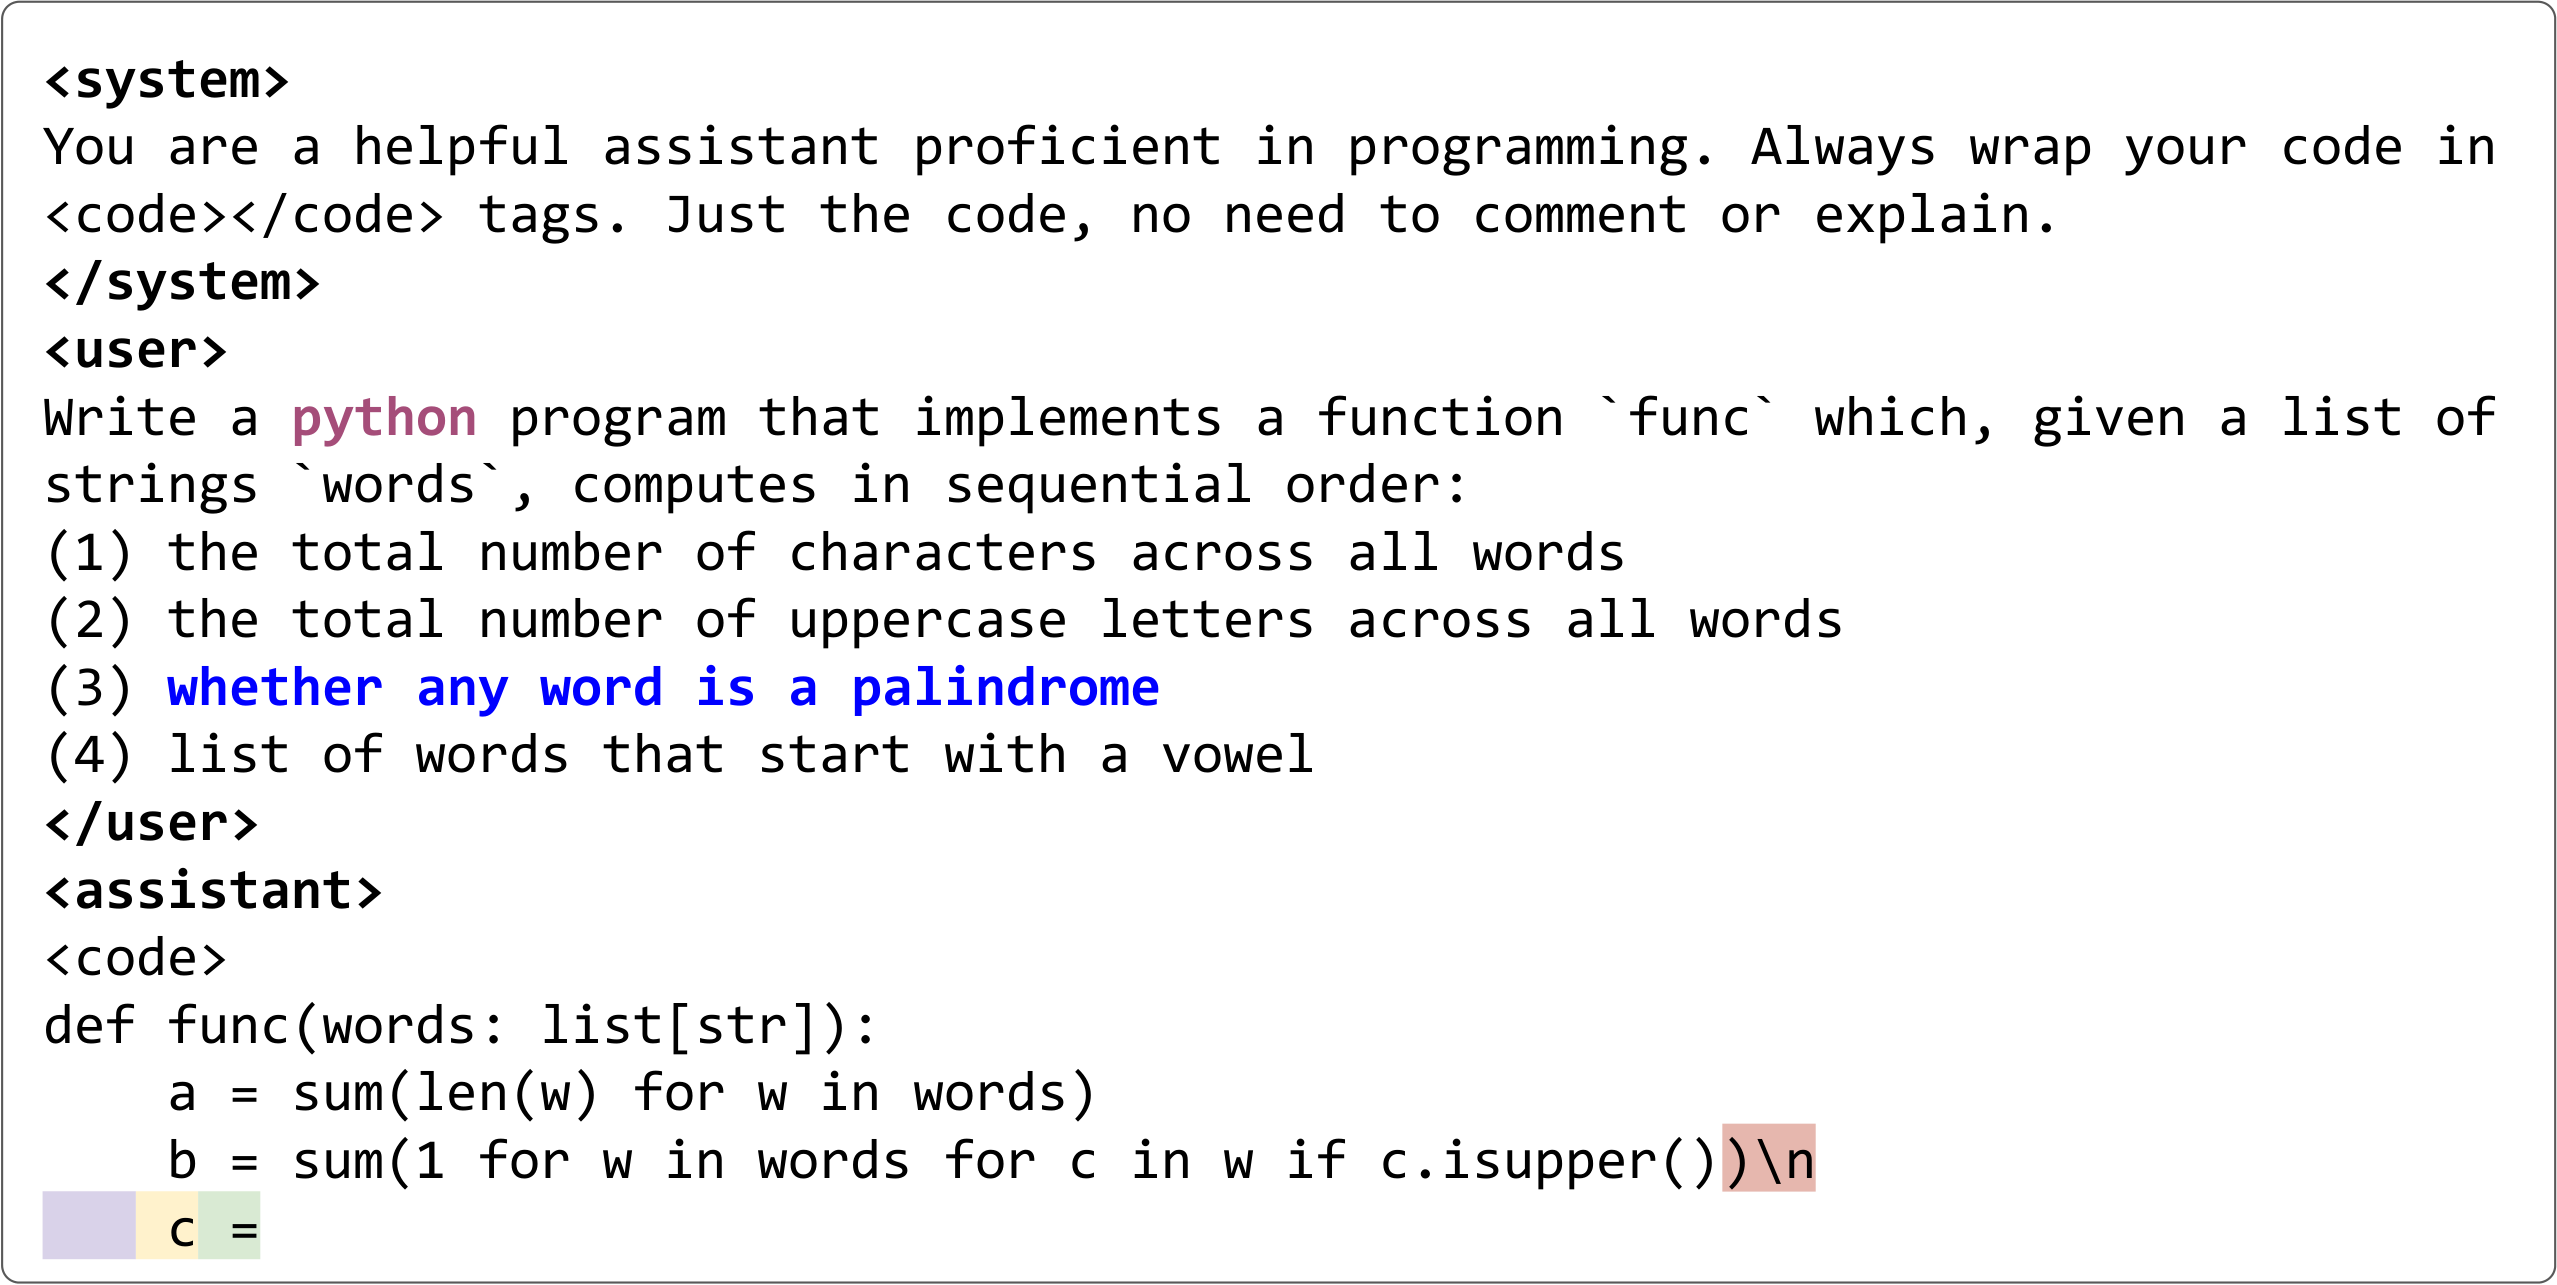 <system>
You are a helpful assistant proficient in programming. Always wrap your code in
<code></code> tags. Just the code, no need to comment or explain.
</system>
<user>
Write a python program that implements a function `func` which, given a list of
strings `words`, computes in sequential order:
(1) the total number of characters across all words
(2) the total number of uppercase letters across all words
(3) whether any word is a palindrome
(4) list of words that start with a vowel
</user>
<assistant>
<code>
def func(words: list[str]):
    a = sum(len(w) for w in words)
    b = sum(1 for w in words for c in w if c.isupper())\n
    c =